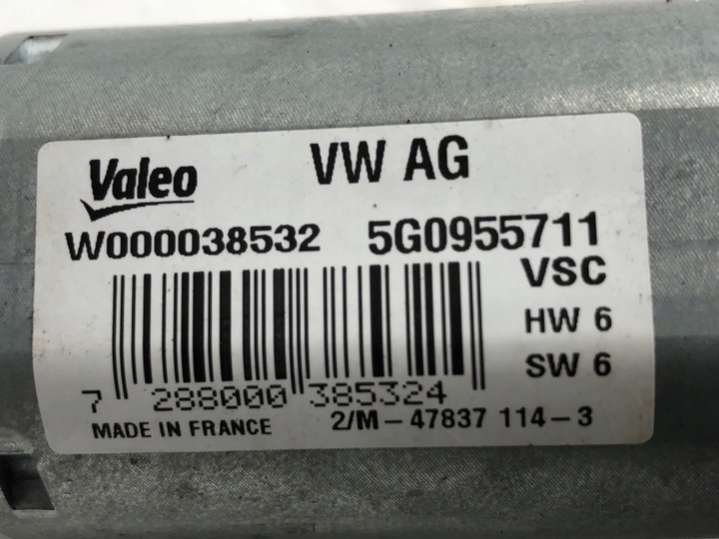 Valeo VW AG
W000038532 5G0955711
VSC
HW 6
SW 6
7 288000 385324
MADE IN FRANCE 2/M-47837 114-3